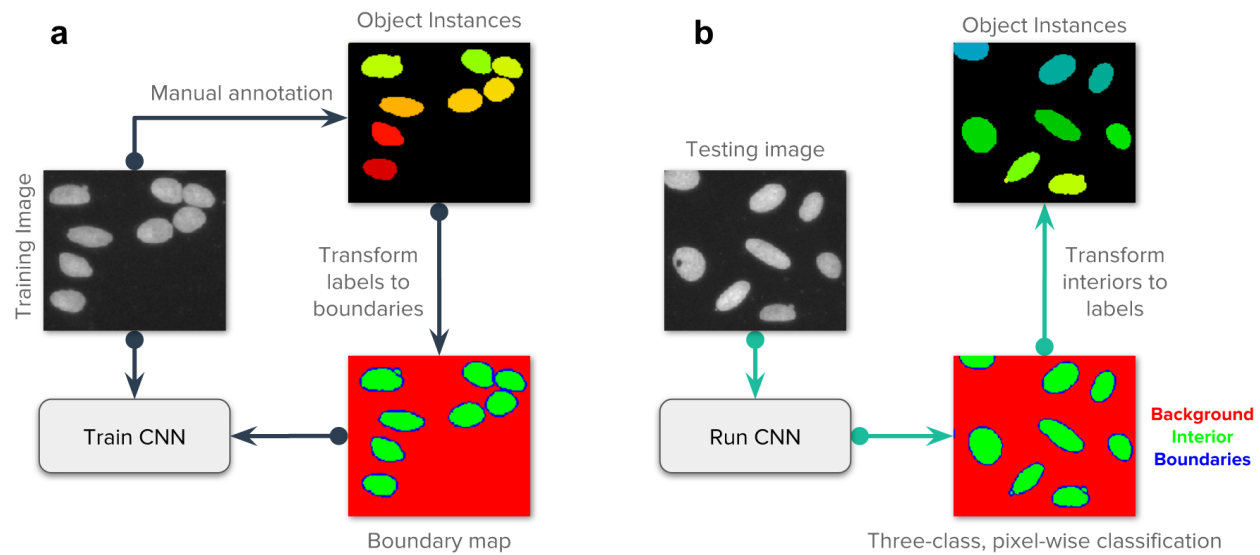 a
Object Instances
Manual annotation
Training Image
Transform
labels to
boundaries
Train CNN
Boundary map
b
Object Instances
Testing image
Transform
interiors to
labels
Run CNN
Background
Interior
Boundaries
Three-class, pixel-wise classification